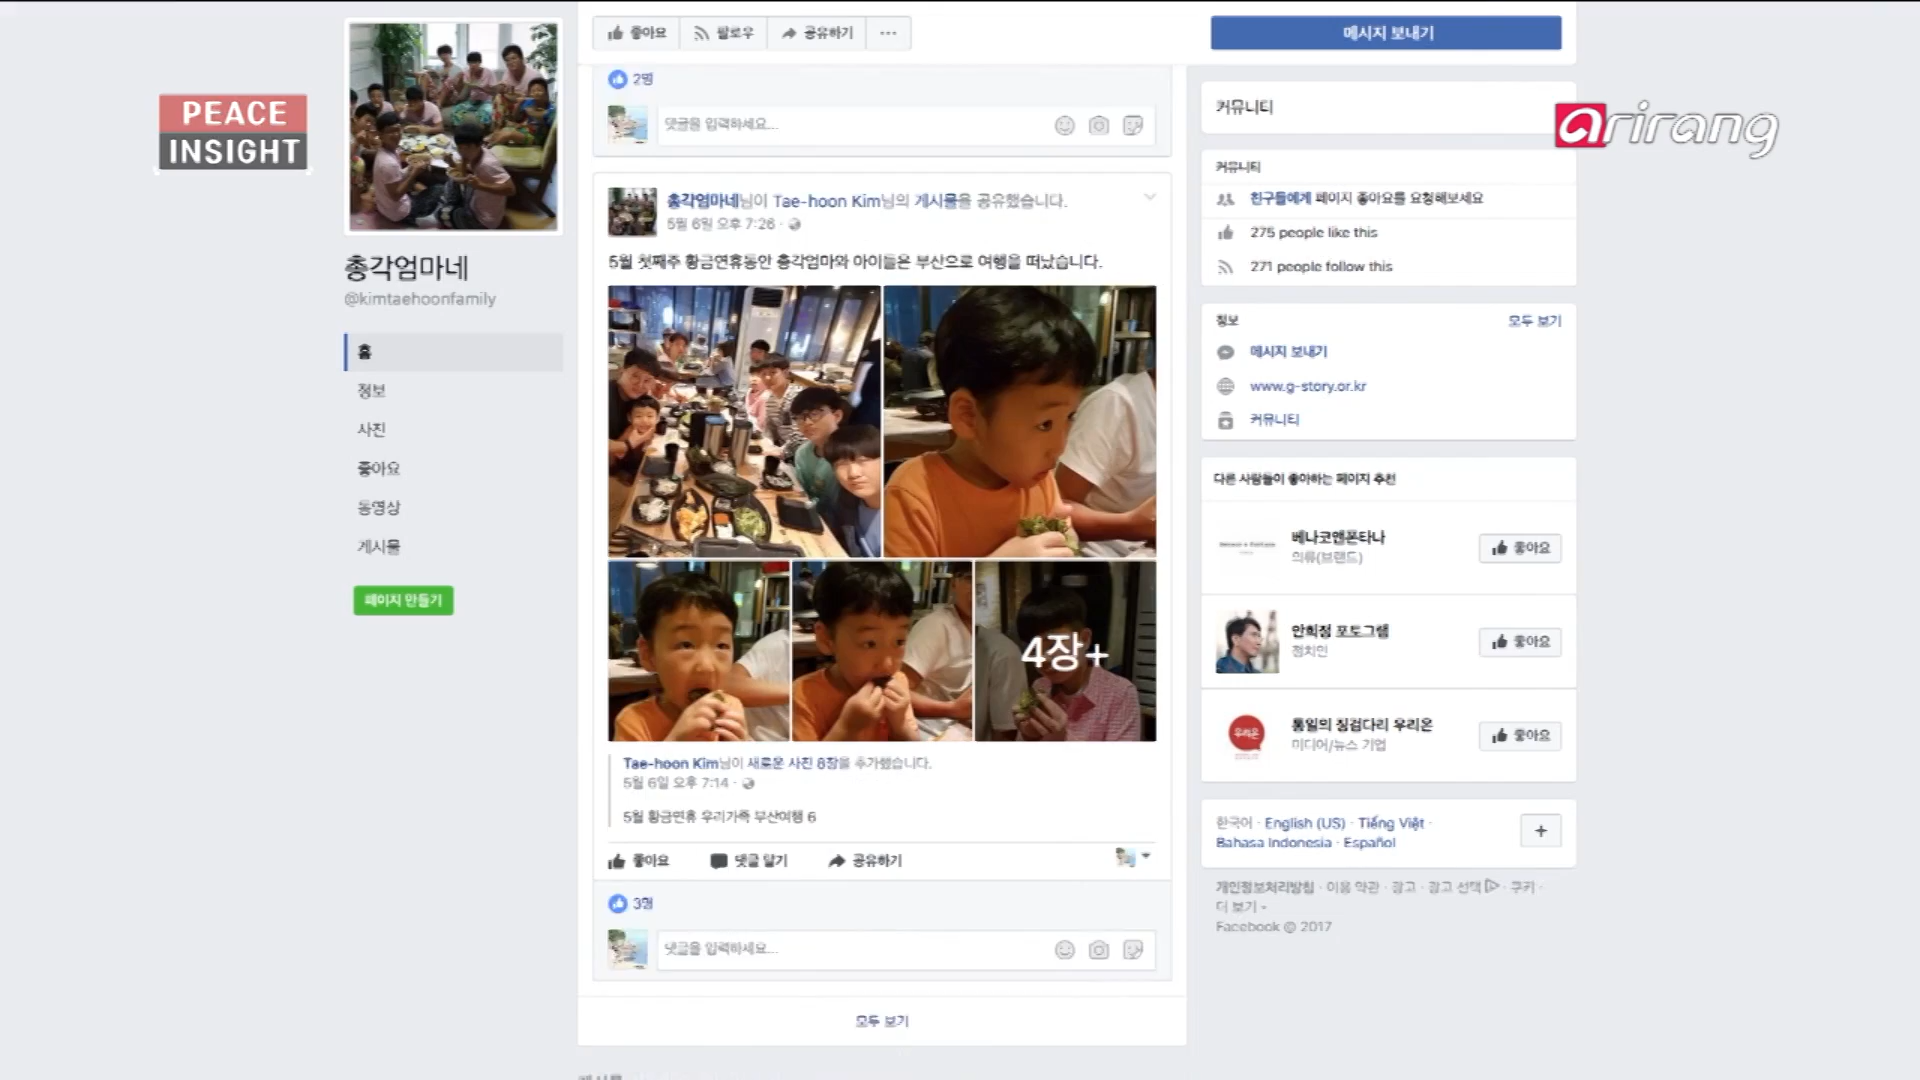 PEACE
INSIGHT
arirang
총각엄마네
@kimtaehoonfamily
홈
정보
사진
좋아요
동영상
게시물
페이지 만들기
좋아요
팔로우
공유하기
...
2명
댓글을 입력하세요...
총각엄마네님이 Tae-hoon Kim님의 게시물을 공유했습니다.
5월 6일 오후 7:26 ·
5월 첫째주 황금연휴동안 총각엄마와 아이들은 부산으로 여행을 떠났습니다.
4장+
Tae-hoon Kim님이 새로운 사진 8장을 추가했습니다.
5월 6일 오후 7:14 ·
5월 황금연휴 우리가족 부산여행 6
좋아요
댓글 달기
공유하기
3명
댓글을 입력하세요...
모두 보기
메시지 보내기
커뮤니티
커뮤니티
친구들에게 페이지 좋아요를 요청해보세요
275 people like this
271 people follow this
정보
모두 보기
메시지 보내기
www.g-story.or.kr
커뮤니티
다른 사람들이 좋아하는 페이지 추천
베나코앤폰타나
의류(브랜드)
좋아요
안희정 포토그램
정치인
좋아요
우리온
통일의 징검다리 우리온
미디어/뉴스 기업
좋아요
한국어 · English (US) · Tiếng Việt ·
Bahasa Indonesia · Español
+
개인정보처리방침 · 이용 약관 · 광고 · 광고 선택 · 쿠키 ·
더 보기
Facebook © 2017